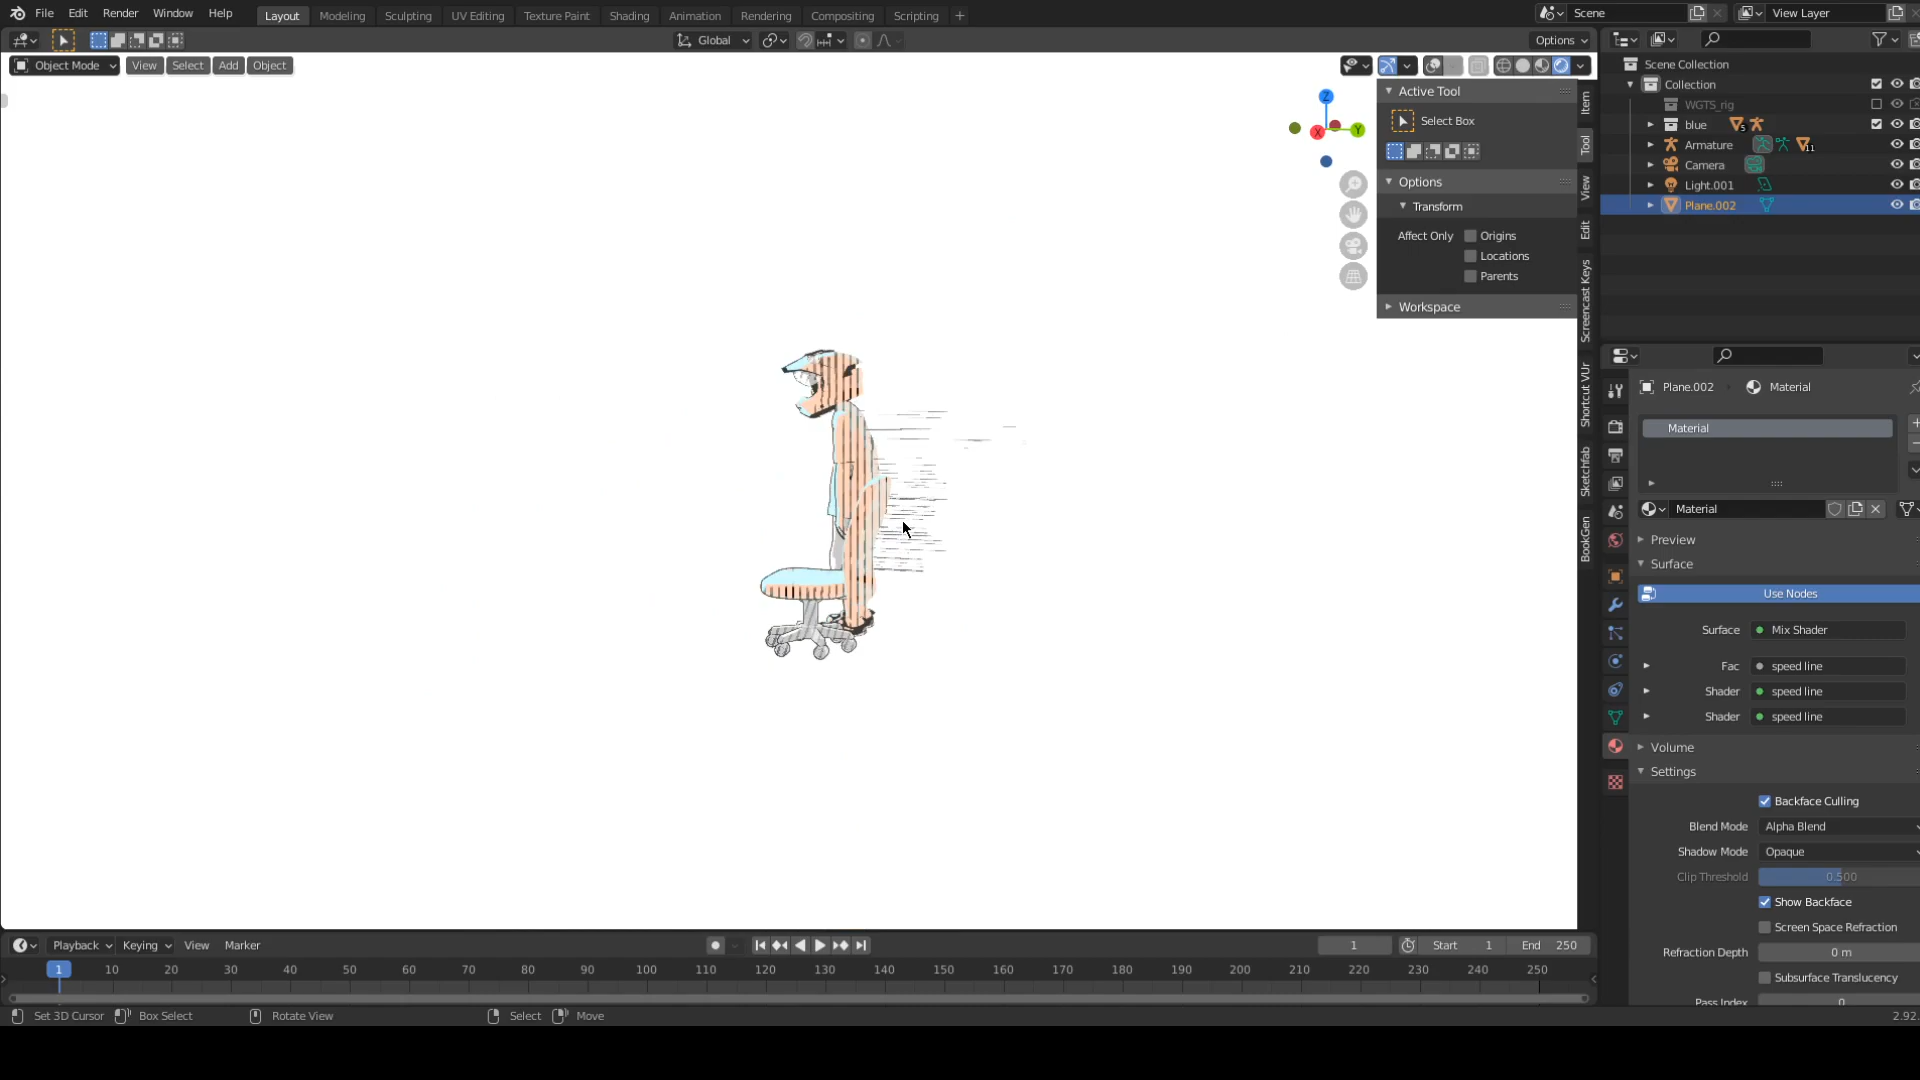 File Edit Render Window Help Layout Modeling Sculpting UV Editing Texture Paint Shading Animation Rendering Compositing Scripting + Scene View Layer
Global Options
Object Mode View Select Add Object
Active Tool
Select Box
Options
Transform
Affect Only Origins
Locations
Parents
Workspace
Z
X
Y
Item
Tool
View
Edit
Screencast Keys
Shortcut VUr
Sketchfab
BookGen
Scene Collection
Collection
WGTS_rig
blue 5
Armature 11
Camera
Light.001
Plane.002
Plane.002 Material
Material
Material
Preview
Surface
Use Nodes
Surface Mix Shader
Fac speed line
Shader speed line
Shader speed line
Volume
Settings
Backface Culling
Blend Mode Alpha Blend
Shadow Mode Opaque
Clip Threshold 0.500
Show Backface
Screen Space Refraction
Refraction Depth 0 m
Subsurface Translucency
Pass Index 0
Playback Keying View Marker 1 Start 1 End 250
1 10 20 30 40 50 60 70 80 90 100 110 120 130 140 150 160 170 180 190 200 210 220 230 240 250
Set 3D Cursor Box Select Rotate View Select Move 2.92.